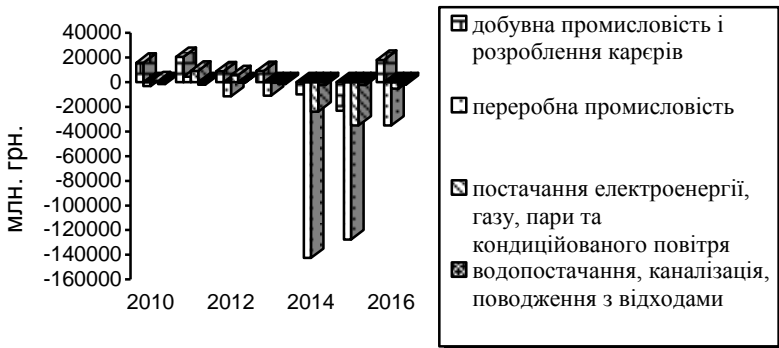 40000
20000
0
-20000
-40000
-60000
-80000
-100000
-120000
-140000
-160000
млн. грн.
2010 2012 2014 2016
добувна промисловість і
розроблення карєрів
переробна промисловість
постачання електроенергії,
газу, пари та
кондиційованого повітря
водопостачання, каналізація,
поводження з відходами